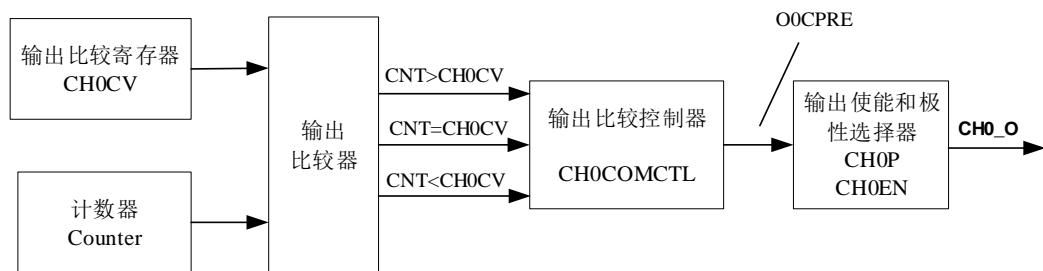 O0CPRE
输出比较寄存器
CH0CV
计数器
Counter
输出
比较器
CNT>CH0CV
CNT=CH0CV
CNT<CH0CV
输出比较控制器
CH0COMCTL
输出使能和极
性选择器
CH0P
CH0EN
CH0_O